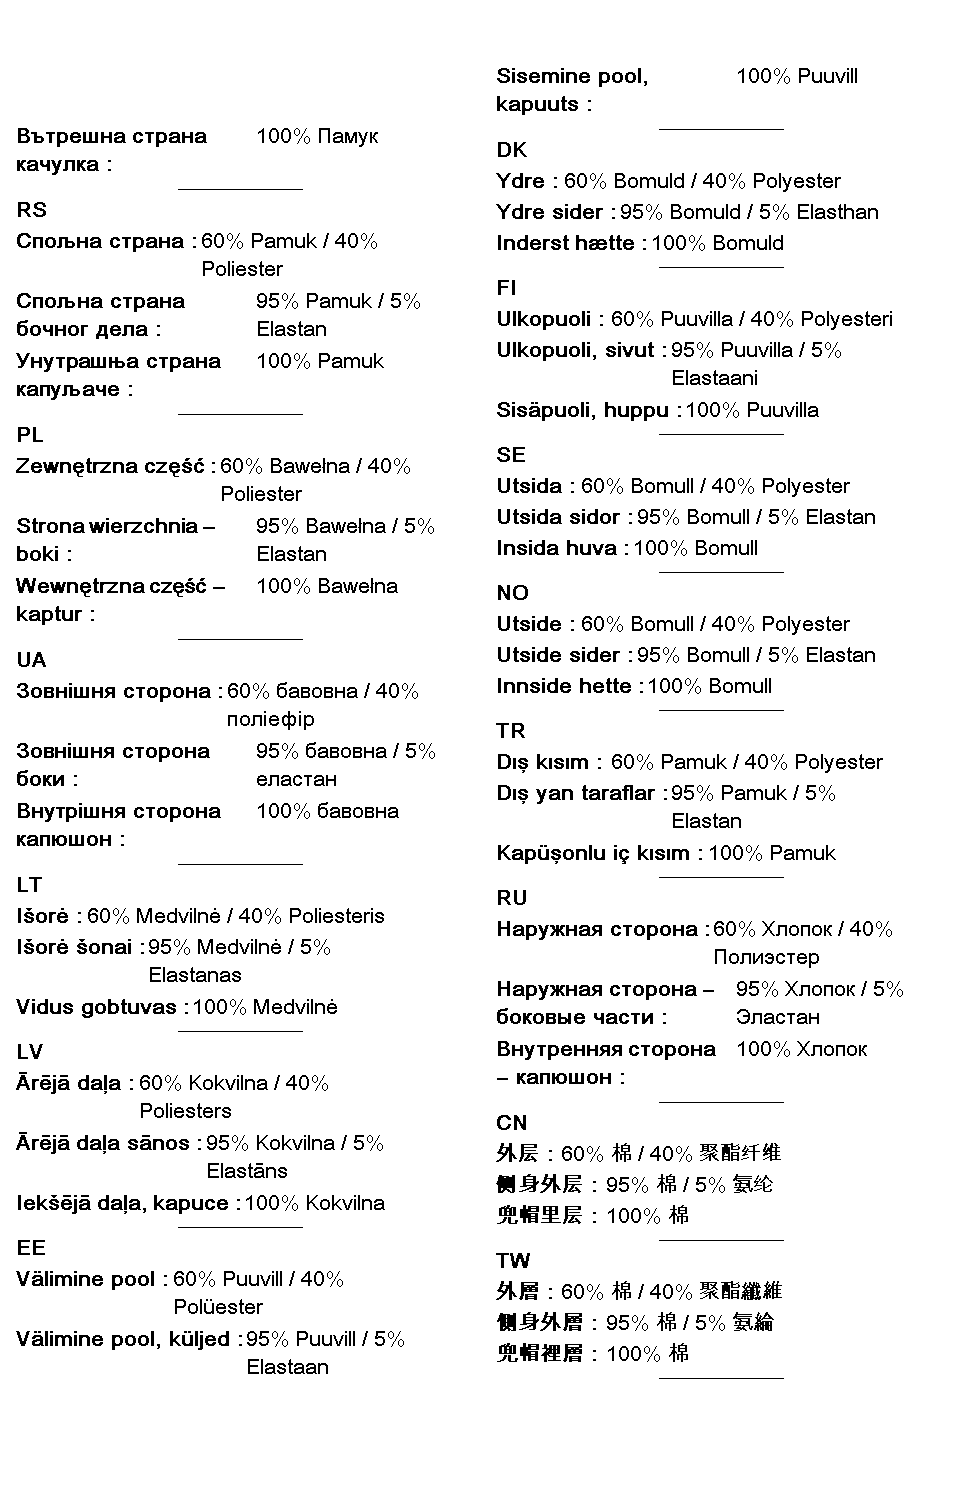 Вътрешна страна 100% Памук
качулка :
RS
Спољна страна : 60% Pamuk / 40%
Poliester
Спољна страна 95% Pamuk / 5%
бочног дела : Elastan
Унутрашња страна 100% Pamuk
капуљаче :
PL
Zewnętrzna część : 60% Bawełna / 40%
Poliester
Strona wierzchnia – 95% Bawełna / 5%
boki : Elastan
Wewnętrzna część – 100% Bawełna
kaptur :
UA
Зовнішня сторона : 60% бавовна / 40%
поліефір
Зовнішня сторона 95% бавовна / 5%
боки : еластан
Внутрішня сторона 100% бавовна
капюшон :
LT
Išorė : 60% Medvilnė / 40% Poliesteris
Išorė šonai : 95% Medvilnė / 5%
Elastanas
Vidus gobtuvas : 100% Medvilnė
LV
Ārējā daļa : 60% Kokvilna / 40%
Poliesters
Ārējā daļa sānos : 95% Kokvilna / 5%
Elastāns
Iekšējā daļa, kapuce : 100% Kokvilna
EE
Välimine pool : 60% Puuvill / 40%
Polüester
Välimine pool, küljed : 95% Puuvill / 5%
Elastaan
Sisemine pool, 100% Puuvill
kapuuts :
DK
Ydre : 60% Bomuld / 40% Polyester
Ydre sider : 95% Bomuld / 5% Elasthan
Inderst hætte : 100% Bomuld
FI
Ulkopuoli : 60% Puuvilla / 40% Polyesteri
Ulkopuoli, sivut : 95% Puuvilla / 5%
Elastaani
Sisäpuoli, huppu : 100% Puuvilla
SE
Utsida : 60% Bomull / 40% Polyester
Utsida sidor : 95% Bomull / 5% Elastan
Insida huva : 100% Bomull
NO
Utside : 60% Bomull / 40% Polyester
Utside sider : 95% Bomull / 5% Elastan
Innside hette : 100% Bomull
TR
Dış kısım : 60% Pamuk / 40% Polyester
Dış yan taraflar : 95% Pamuk / 5%
Elastan
Kapüşonlu iç kısım : 100% Pamuk
RU
Наружная сторона : 60% Хлопок / 40%
Полиэстер
Наружная сторона – 95% Хлопок / 5%
боковые части : Эластан
Внутренняя сторона 100% Хлопок
– капюшон :
CN
外层 : 60% 棉 / 40% 聚酯纤维
侧身外层 : 95% 棉 / 5% 氨纶
兜帽里层 : 100% 棉
TW
外層 : 60% 棉 / 40% 聚酯纖維
側身外層 : 95% 棉 / 5% 氨綸
兜帽裡層 : 100% 棉